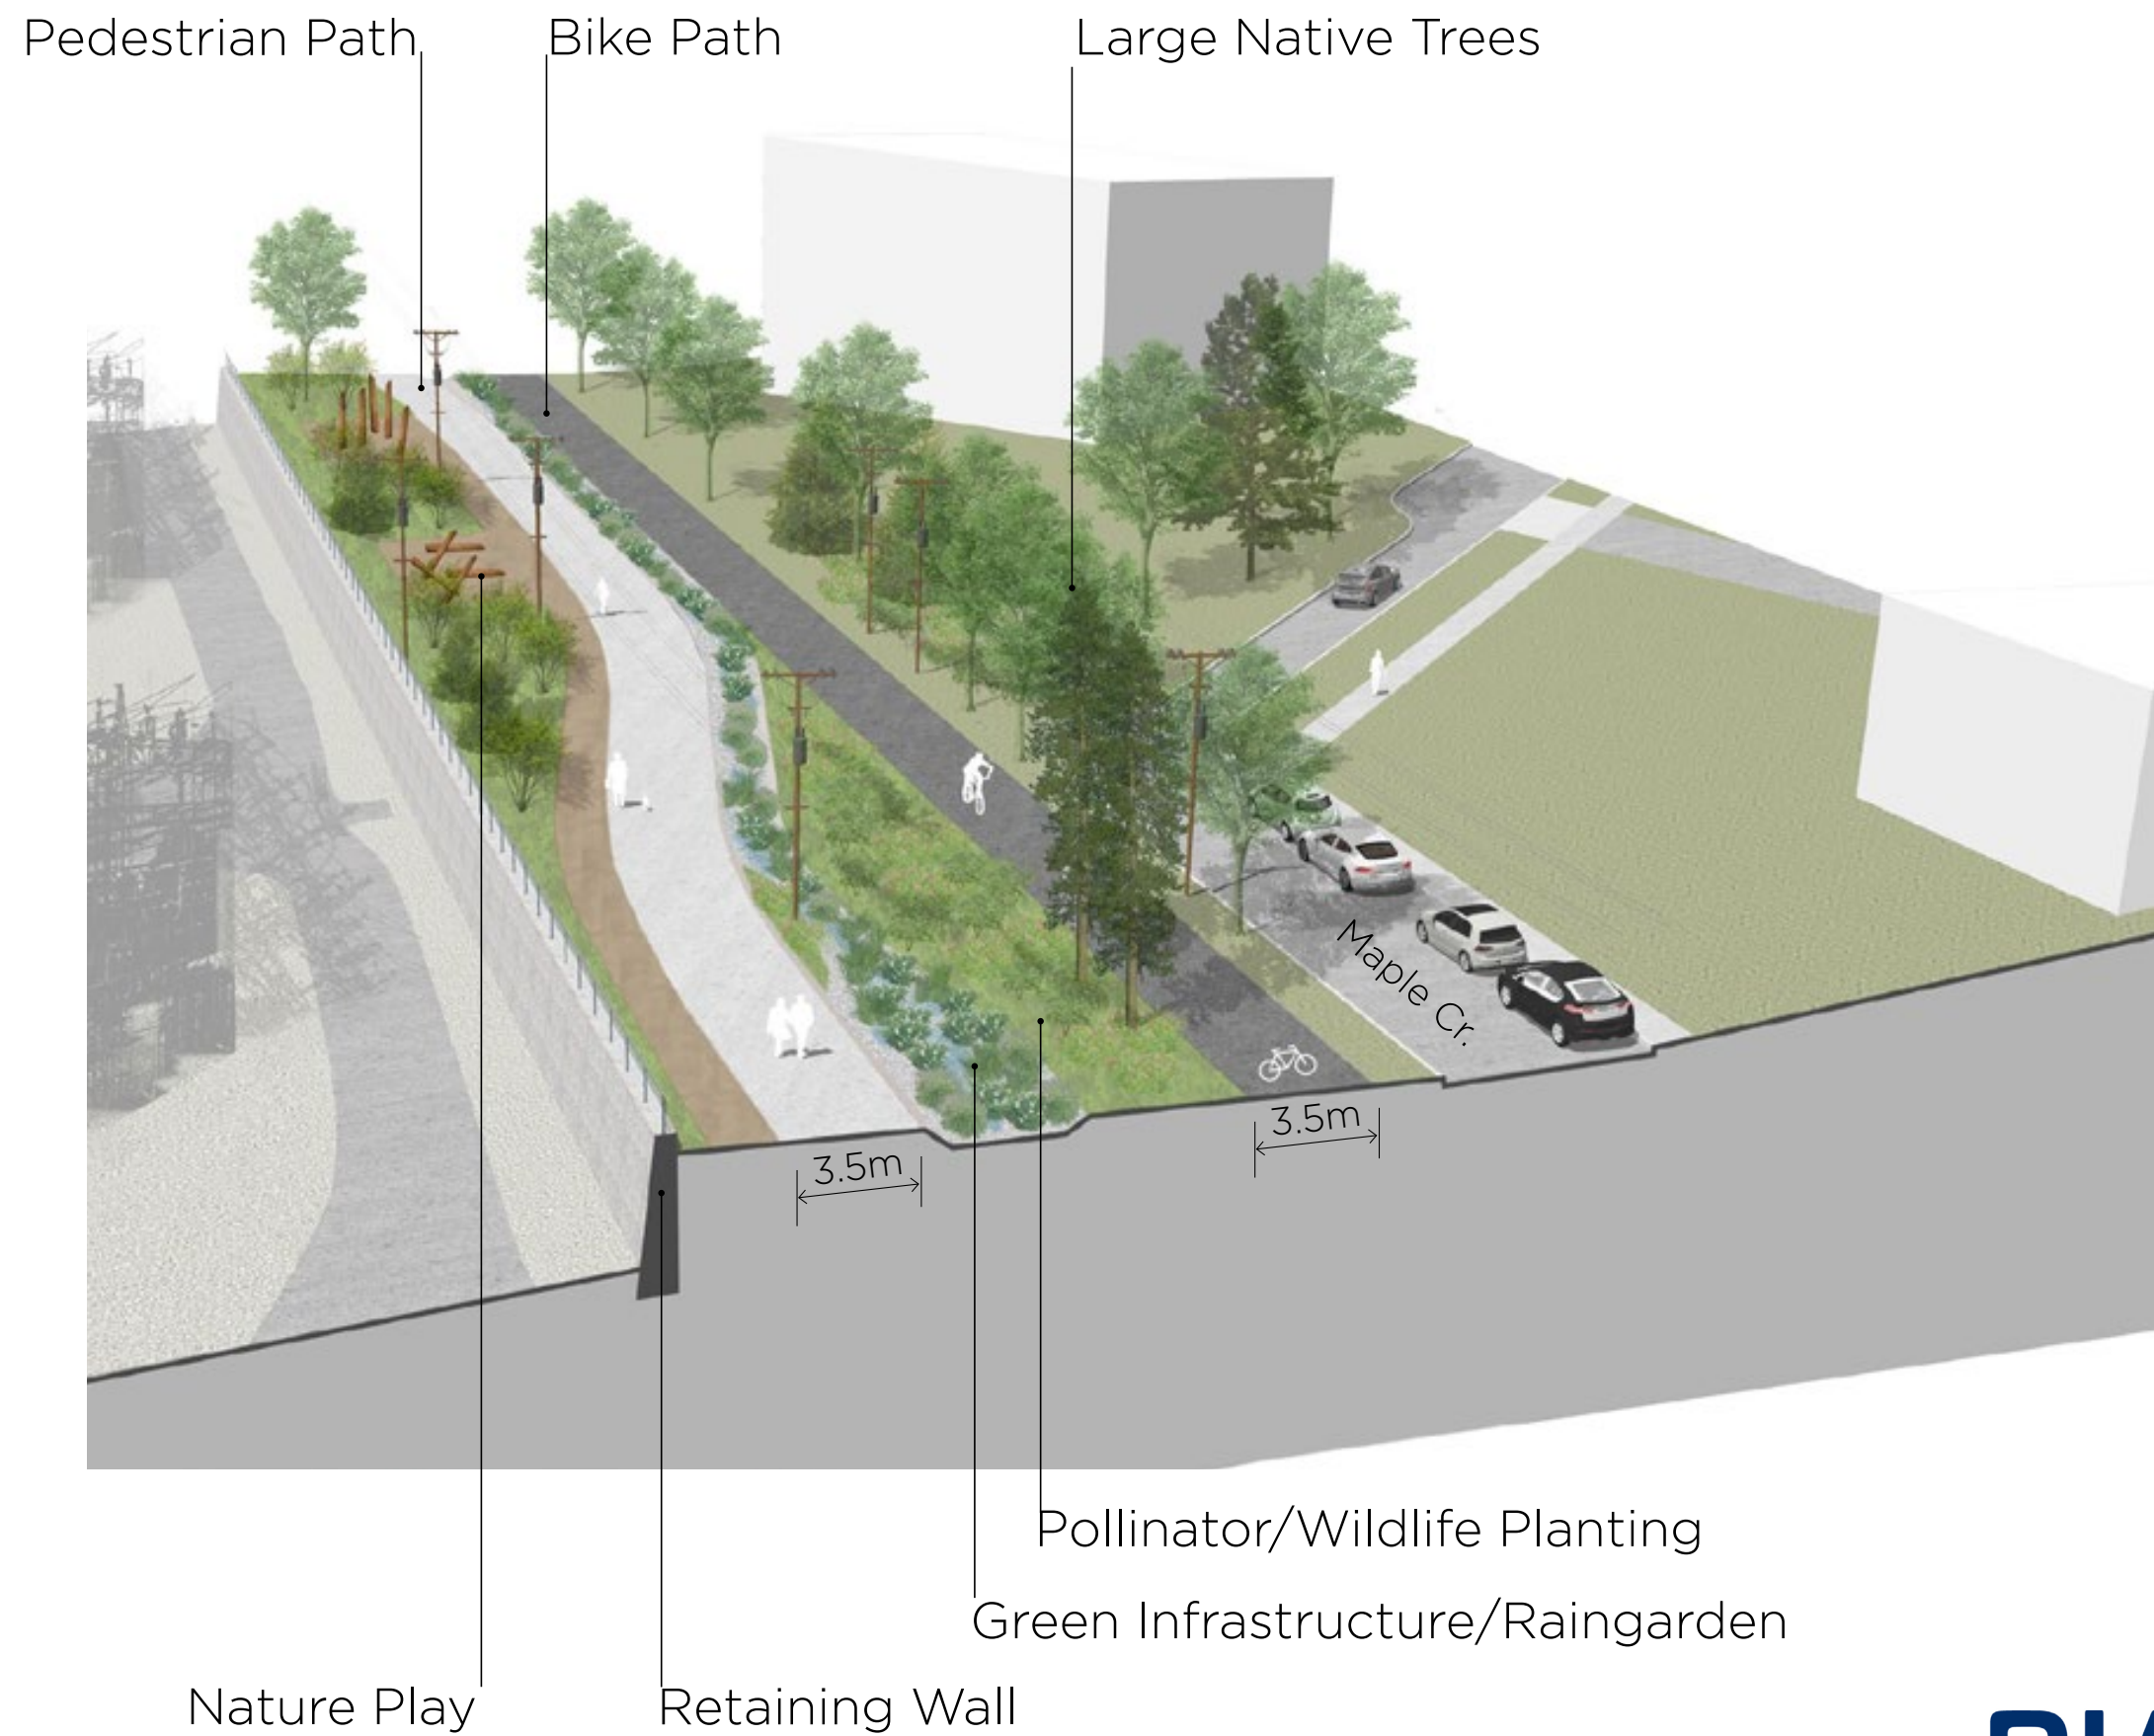 Pedestrian Path
Bike Path
Large Native Trees
Maple Cr.
3.5m
3.5m
Pollinator/Wildlife Planting
Green Infrastructure/Raingarden
Nature Play
Retaining Wall